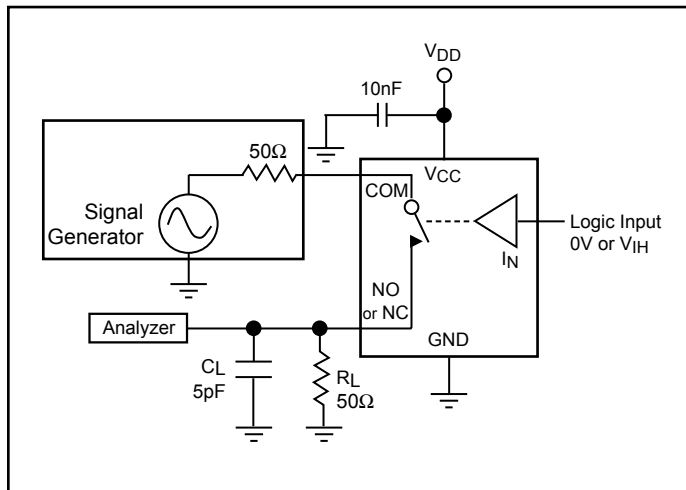 VDD
10nF
50Ω
Signal
Generator
COM
VCC
Logic Input
0V or VIH
IN
NO
or NC
GND
Analyzer
CL
5pF
RL
50Ω